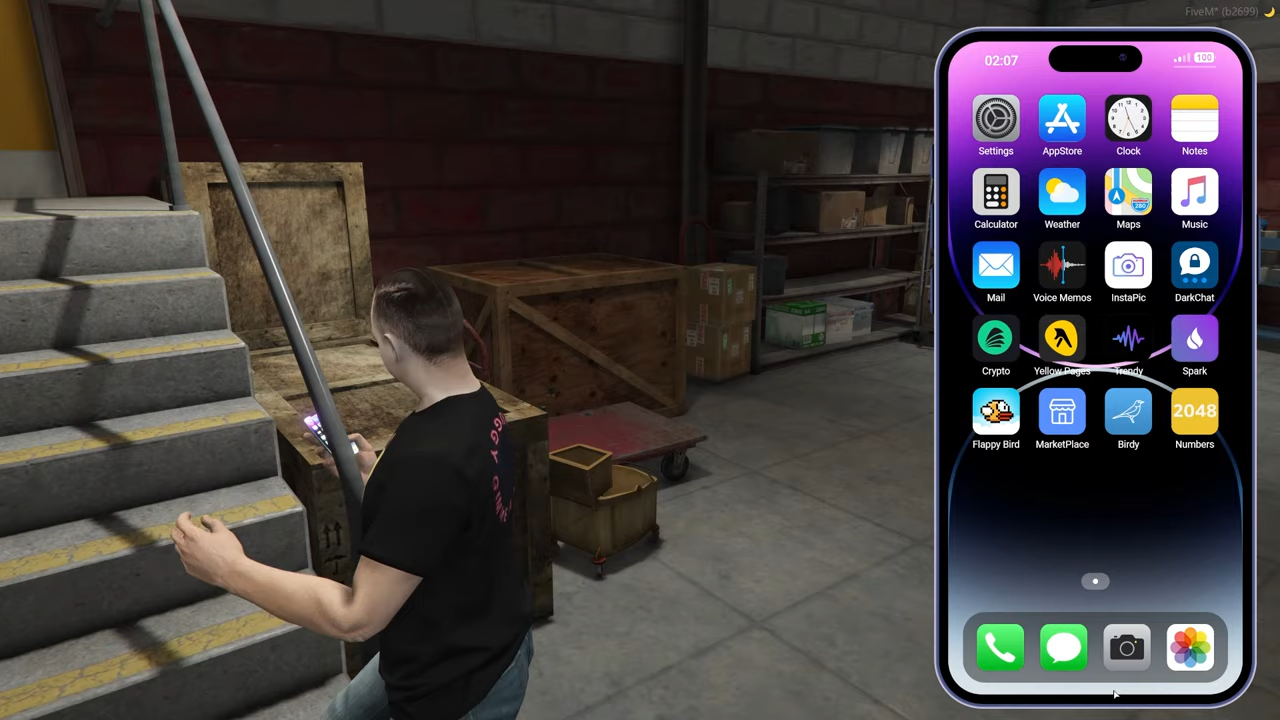 FiveM* (b2699)
02:07
100
Settings
AppStore
Clock
Notes
Calculator
Weather
Maps
Music
280
Mail
Voice Memos
InstaPic
DarkChat
Crypto
Yellow Pages
Trendy
Spark
2048
Flappy Bird
MarketPlace
Birdy
Numbers